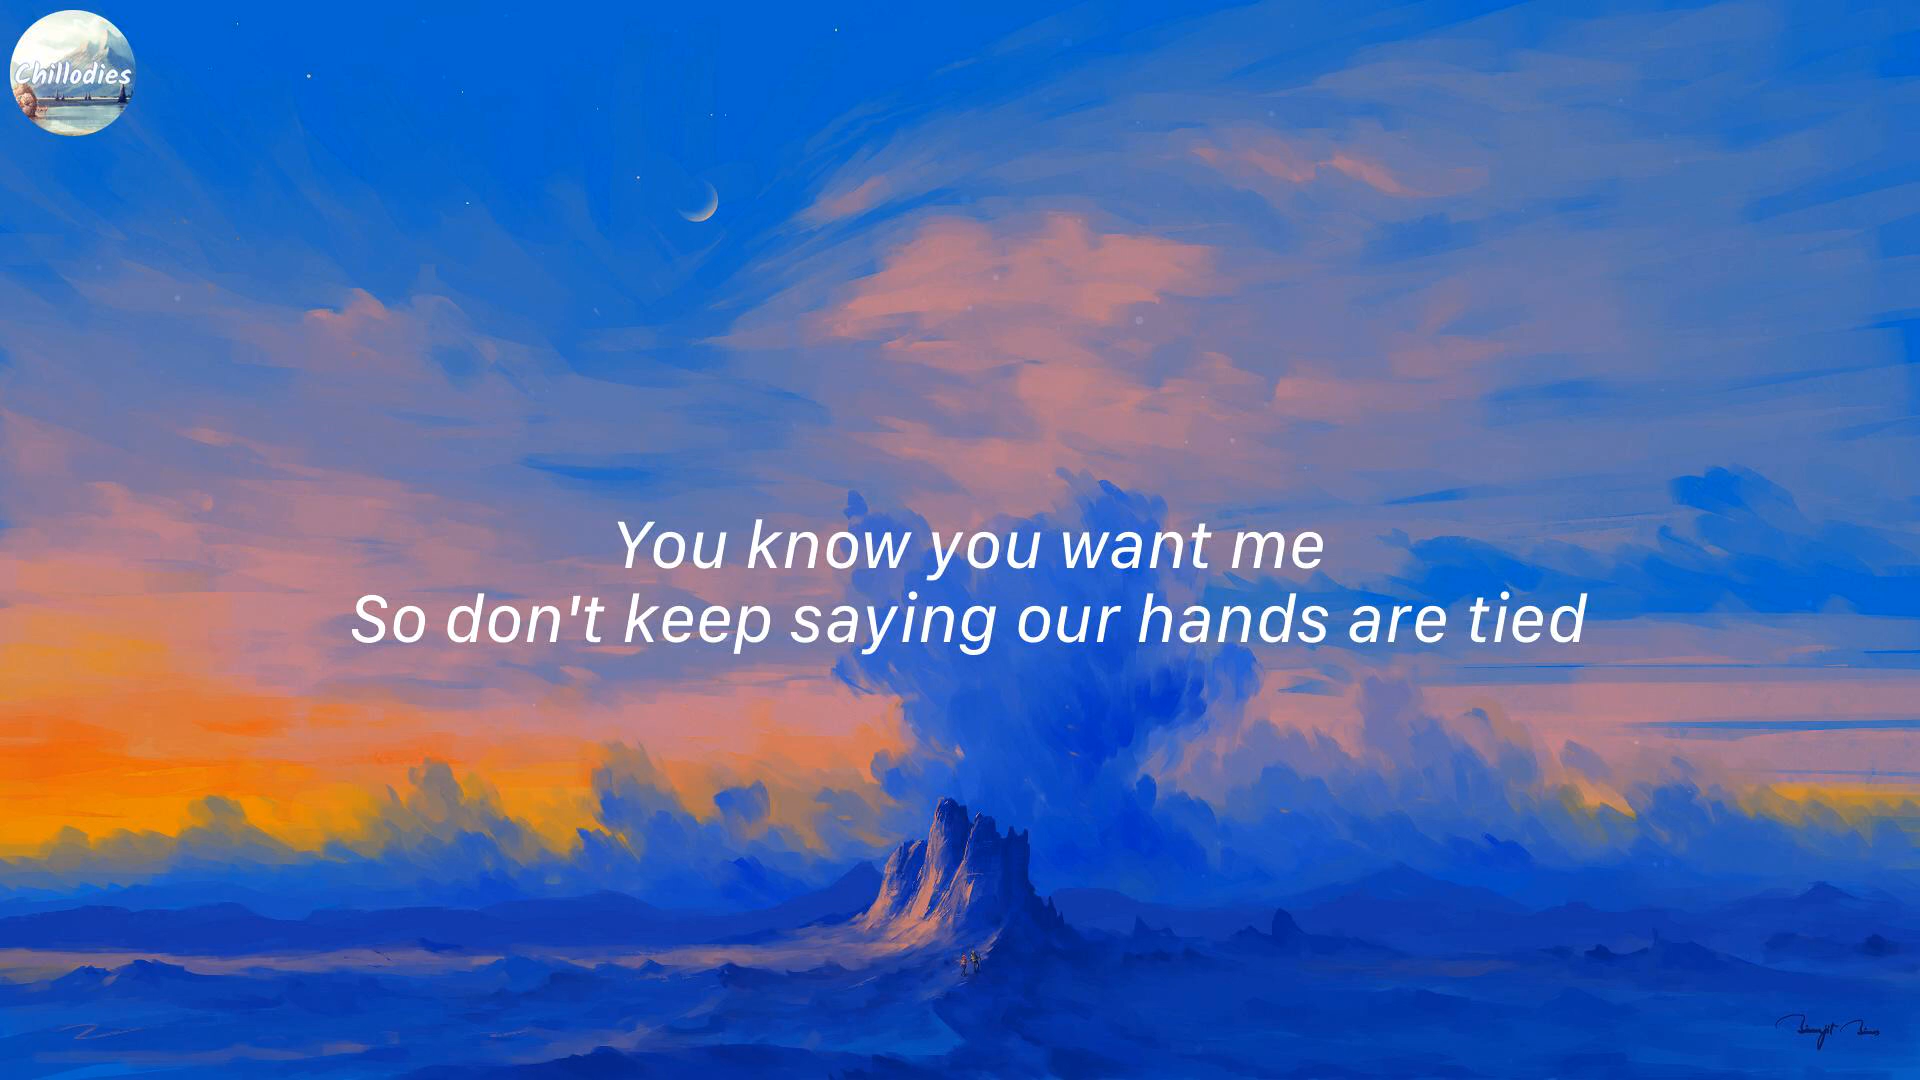 Chillodies
You know you want me
So don't keep saying our hands are tied